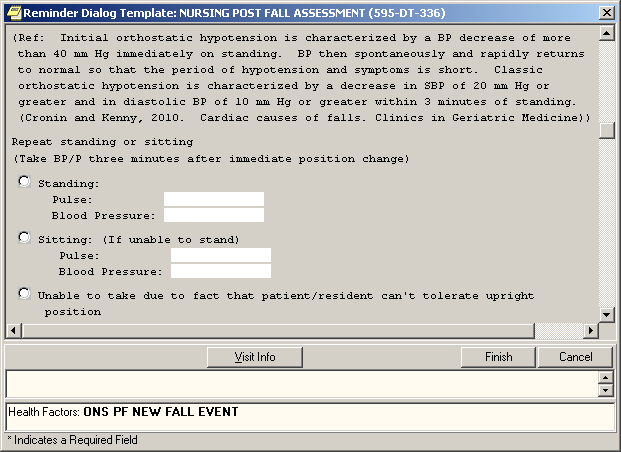 Reminder Dialog Template: NURSING POST FALL ASSESSMENT (595-DT-336)
(Ref:  Initial orthostatic hypotension is characterized by a BP decrease of more
than 40 mm Hg immediately on standing.  BP then spontaneously and rapidly returns
to normal so that the period of hypotension and symptoms is short.  Classic
orthostatic hypotension is characterized by a decrease in SBP of 20 mm Hg or
greater and in diastolic BP of 10 mm Hg or greater within 3 minutes of standing.
(Cronin and Kenny, 2010.  Cardiac causes of falls. Clinics in Geriatric Medicine))
Repeat standing or sitting
(Take BP/P three minutes after immediate position change)
Standing:
Pulse:
Blood Pressure:
Sitting: (If unable to stand)
Pulse:
Blood Pressure:
Unable to take due to fact that patient/resident can't tolerate upright
position
Visit Info
Finish
Cancel
Health Factors: ONS PF NEW FALL EVENT
* Indicates a Required Field